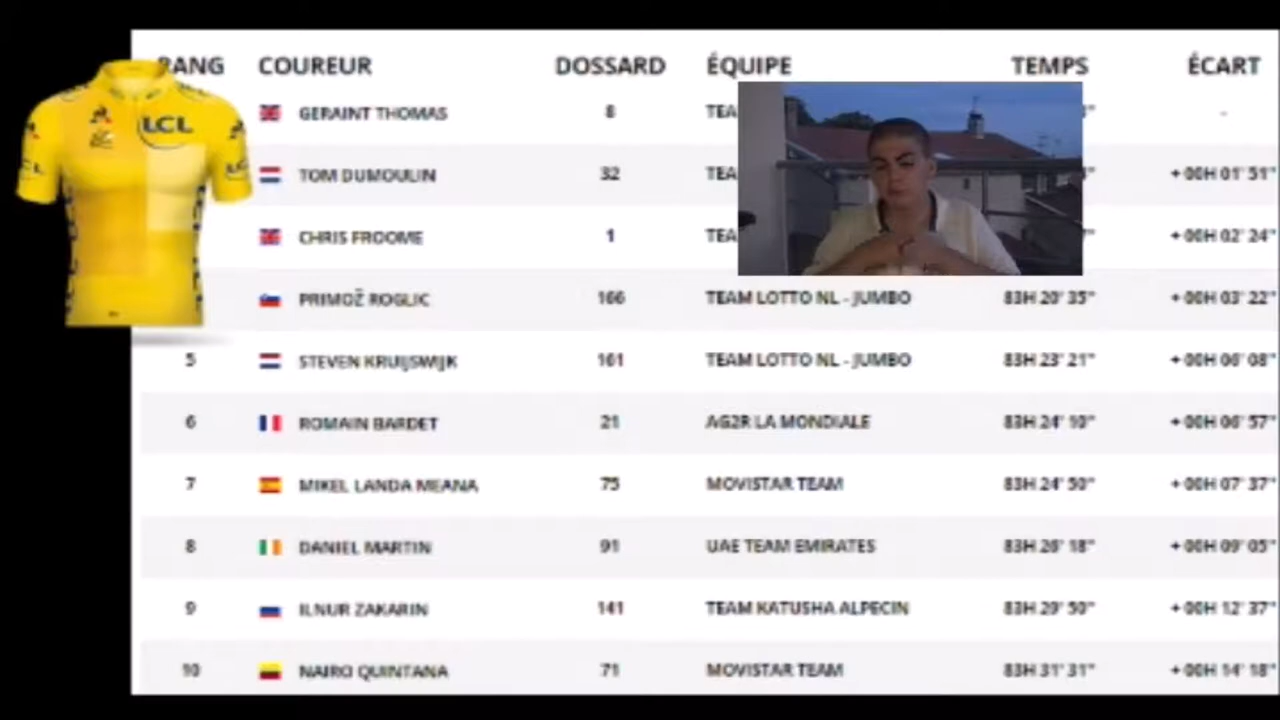 RANG COUREUR DOSSARD ÉQUIPE TEMPS ÉCART
GERAINT THOMAS 8 -
TOM DUMOULIN 32 + 00H 01' 51"
CHRIS FROOME 1 + 00H 02' 24"
PRIMOŽ ROGLIC 166 TEAM LOTTO NL - JUMBO 83H 20' 35" + 00H 03' 22"
5 STEVEN KRUIJSWIJK 161 TEAM LOTTO NL - JUMBO 83H 23' 21" + 00H 06' 08"
6 ROMAIN BARDET 21 AG2R LA MONDIALE 83H 24' 10" + 00H 06' 57"
7 MIKEL LANDA MEANA 75 MOVISTAR TEAM 83H 24' 50" + 00H 07' 37"
8 DANIEL MARTIN 91 UAE TEAM EMIRATES 83H 26' 18" + 00H 09' 05"
9 ILNUR ZAKARIN 141 TEAM KATUSHA ALPECIN 83H 29' 50" + 00H 12' 37"
10 NAIRO QUINTANA 71 MOVISTAR TEAM 83H 31' 31" + 00H 14' 18"
LCL